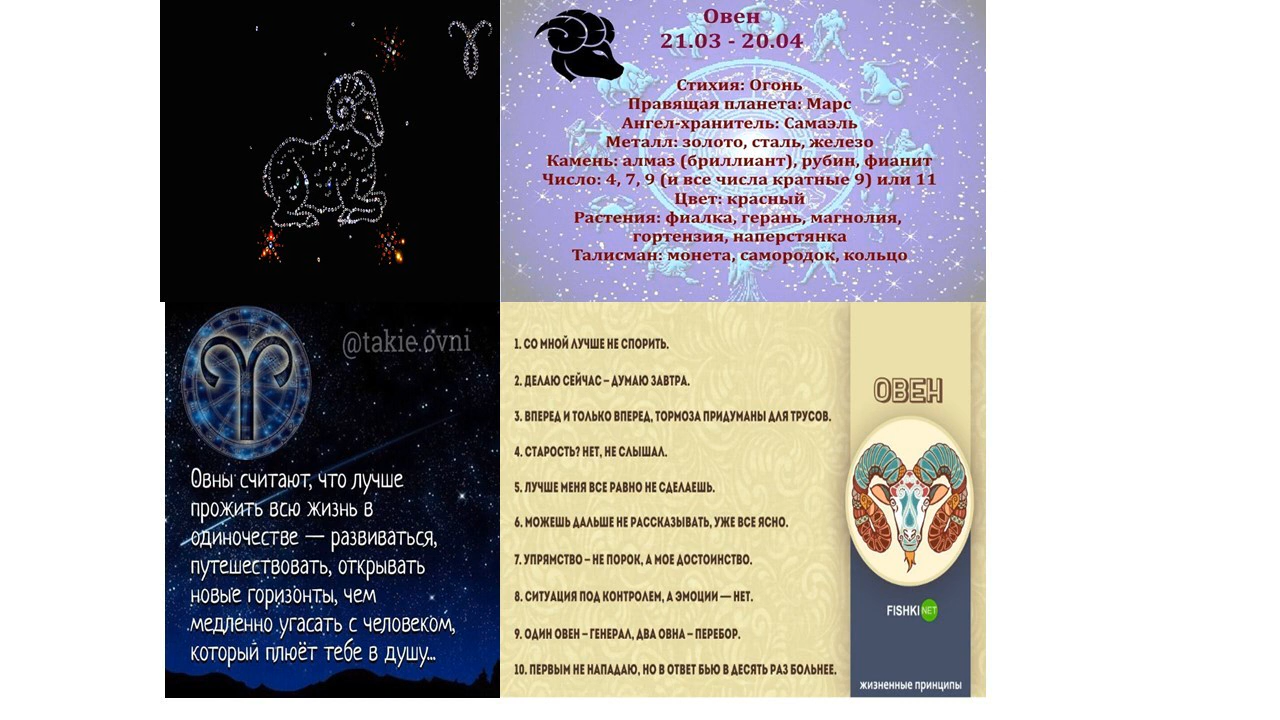 Овен
21.03 - 20.04
Стихия: Огонь
Правящая планета: Марс
Ангел-хранитель: Самаэль
Металл: золото, сталь, железо
Камень: алмаз (бриллиант), рубин, фианит
Число: 4, 7, 9 (и все числа кратные 9) или 11
Цвет: красный
Растения: фиалка, герань, магнолия,
гортензия, наперстянка
Талисман: монета, самородок, кольцо
@takie.ovni
Овны считают, что лучше
прожить всю жизнь в
одиночестве — развиваться,
путешествовать, открывать
новые горизонты, чем
медленно угасать с человеком,
который плюёт тебе в душу...
1. СО МНОЙ ЛУЧШЕ НЕ СПОРИТЬ.
2. ДЕЛАЮ СЕЙЧАС – ДУМАЮ ЗАВТРА.
3. ВПЕРЕД И ТОЛЬКО ВПЕРЕД, ТОРМОЗА ПРИДУМАНЫ ДЛЯ ТРУСОВ.
4. СТАРОСТЬ? НЕТ, НЕ СЛЫШАЛ.
5. ЛУЧШЕ МЕНЯ ВСЕ РАВНО НЕ СДЕЛАЕШЬ.
6. МОЖЕШЬ ДАЛЬШЕ НЕ РАССКАЗЫВАТЬ, УЖЕ ВСЕ ЯСНО.
7. УПРЯМСТВО – НЕ ПОРОК, А МОЕ ДОСТОИНСТВО.
8. СИТУАЦИЯ ПОД КОНТРОЛЕМ, А ЭМОЦИИ — НЕТ.
9. ОДИН ОВЕН – ГЕНЕРАЛ, ДВА ОВНА – ПЕРЕБОР.
10. ПЕРВЫМ НЕ НАПАДАЮ, НО В ОТВЕТ БЬЮ В ДЕСЯТЬ РАЗ БОЛЬНЕЕ.
ОВЕН
FISHKI NET
жизненные принципы